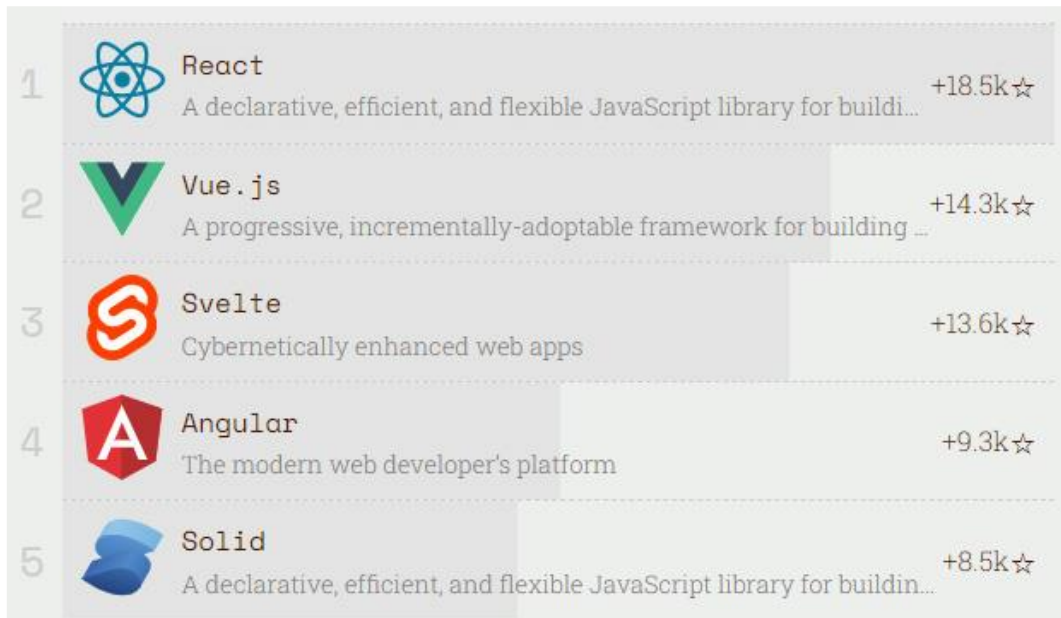 1
React
A declarative, efficient, and flexible JavaScript library for buildi...
+18.5k☆
2
Vue.js
A progressive, incrementally-adoptable framework for building ...
+14.3k☆
3
Svelte
Cybernetically enhanced web apps
+13.6k☆
4
Angular
The modern web developer's platform
+9.3k☆
5
Solid
A declarative, efficient, and flexible JavaScript library for buildin...
+8.5k☆